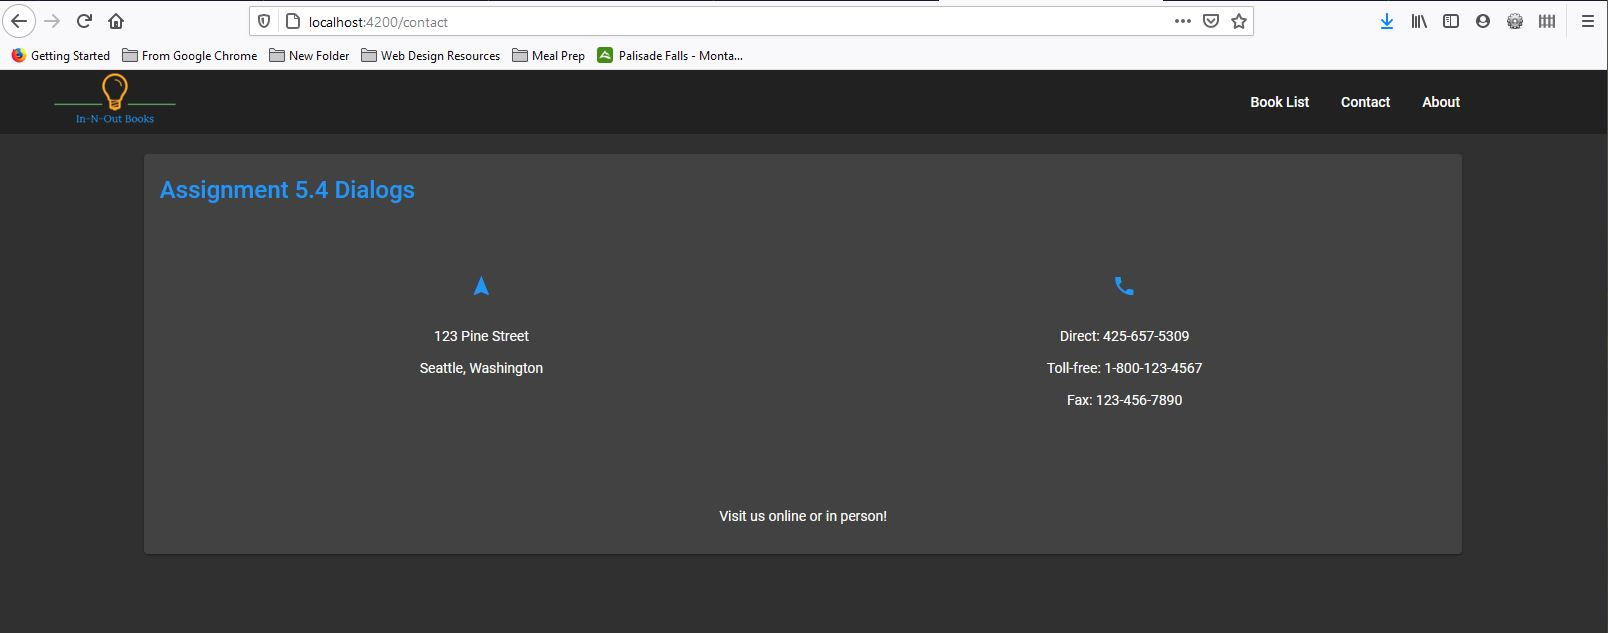 localhost:4200/contact
Getting Started From Google Chrome New Folder Web Design Resources Meal Prep Palisade Falls - Monta...
In-N-Out Books
Book List Contact About
Assignment 5.4 Dialogs
123 Pine Street
Seattle, Washington
Direct: 425-657-5309
Toll-free: 1-800-123-4567
Fax: 123-456-7890
Visit us online or in person!